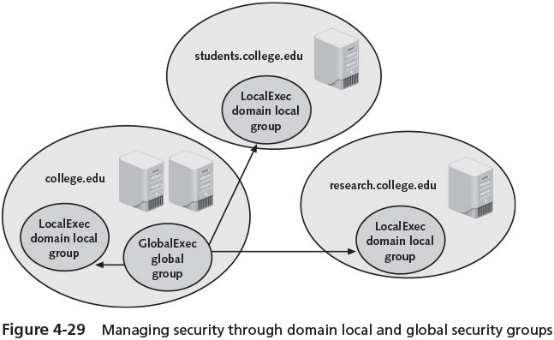 students.college.edu
LocalExec
domain local
group
college.edu
LocalExec
domain local
group
GlobalExec
global
group
research.college.edu
LocalExec
domain local
group
Figure 4-29 Managing security through domain local and global security groups